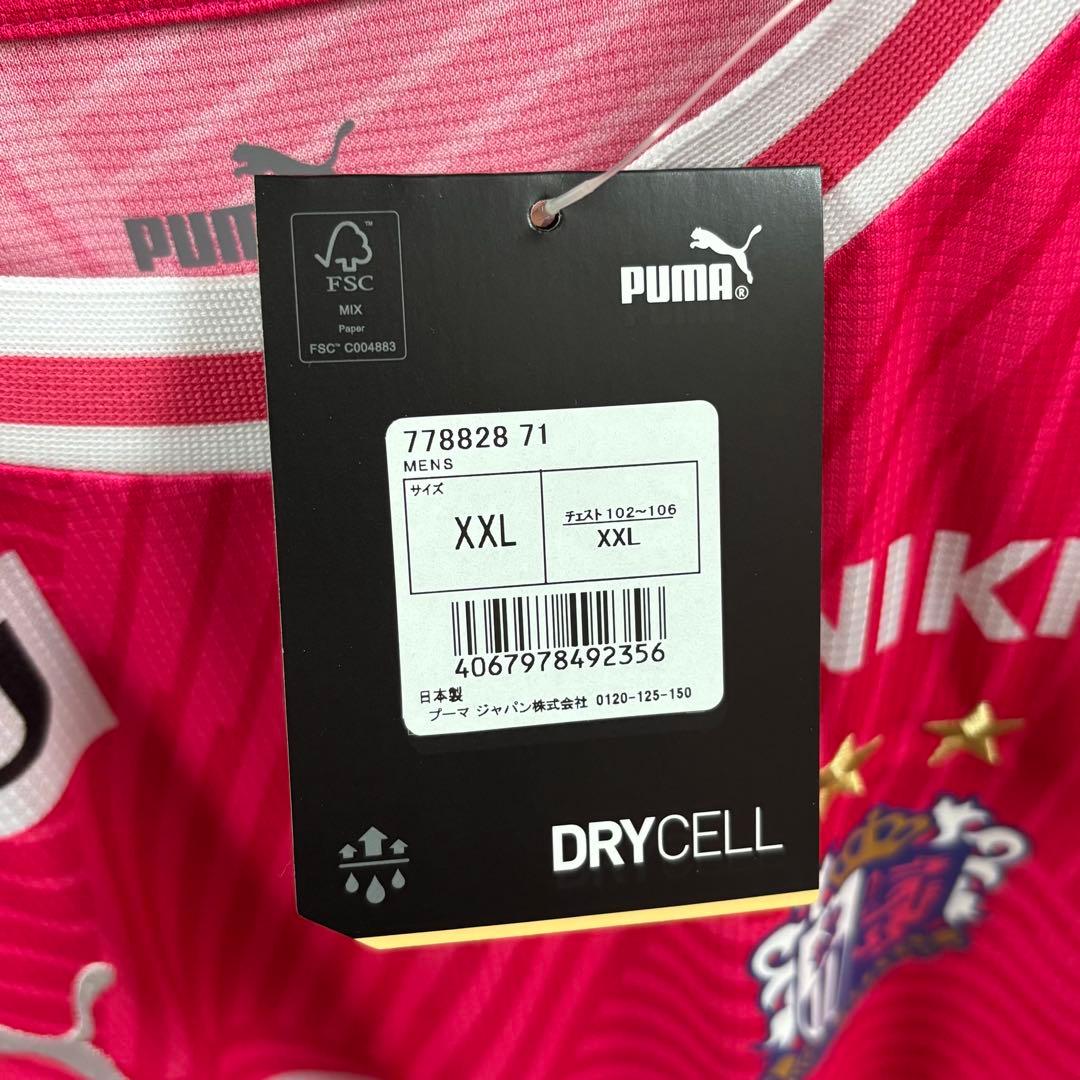 FSC™
MIX
Paper
FSC™ C004883
PUMA®
778828 71
MENS
サイズ
XXL
チェスト102～106
XXL
4067978492356
日本製
プーマ ジャパン株式会社 0120-125-150
DRYCELL